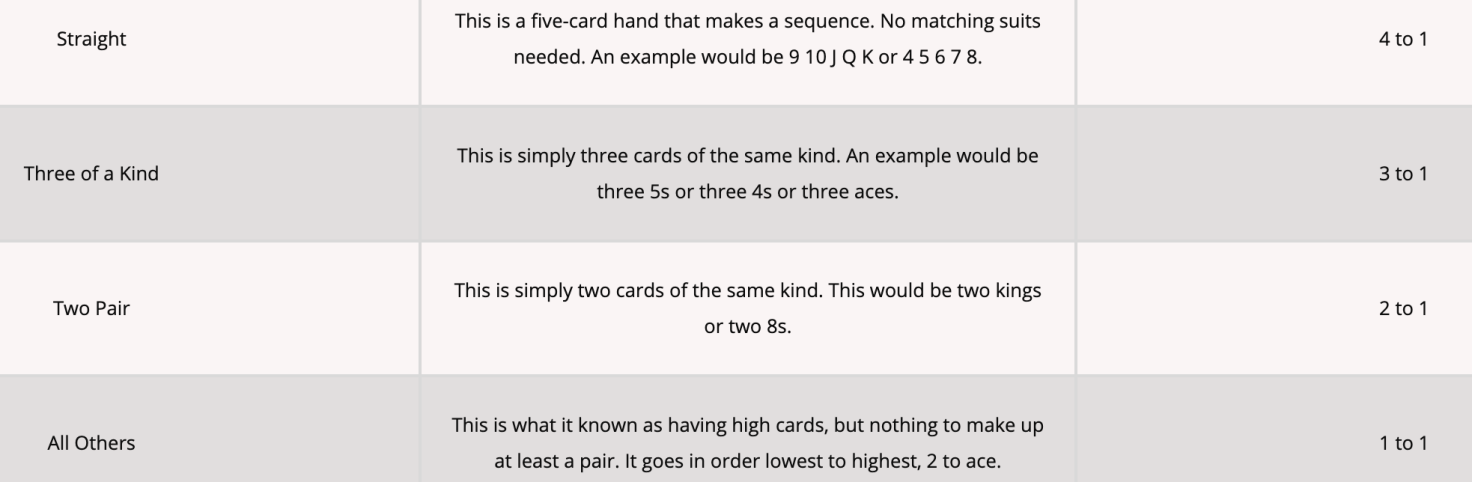 Straight
This is a five-card hand that makes a sequence. No matching suits
needed. An example would be 9 10 J Q K or 4 5 6 7 8.
4 to 1
Three of a Kind
This is simply three cards of the same kind. An example would be
three 5s or three 4s or three aces.
3 to 1
Two Pair
This is simply two cards of the same kind. This would be two kings
or two 8s.
2 to 1
All Others
This is what it known as having high cards, but nothing to make up
at least a pair. It goes in order lowest to highest, 2 to ace.
1 to 1